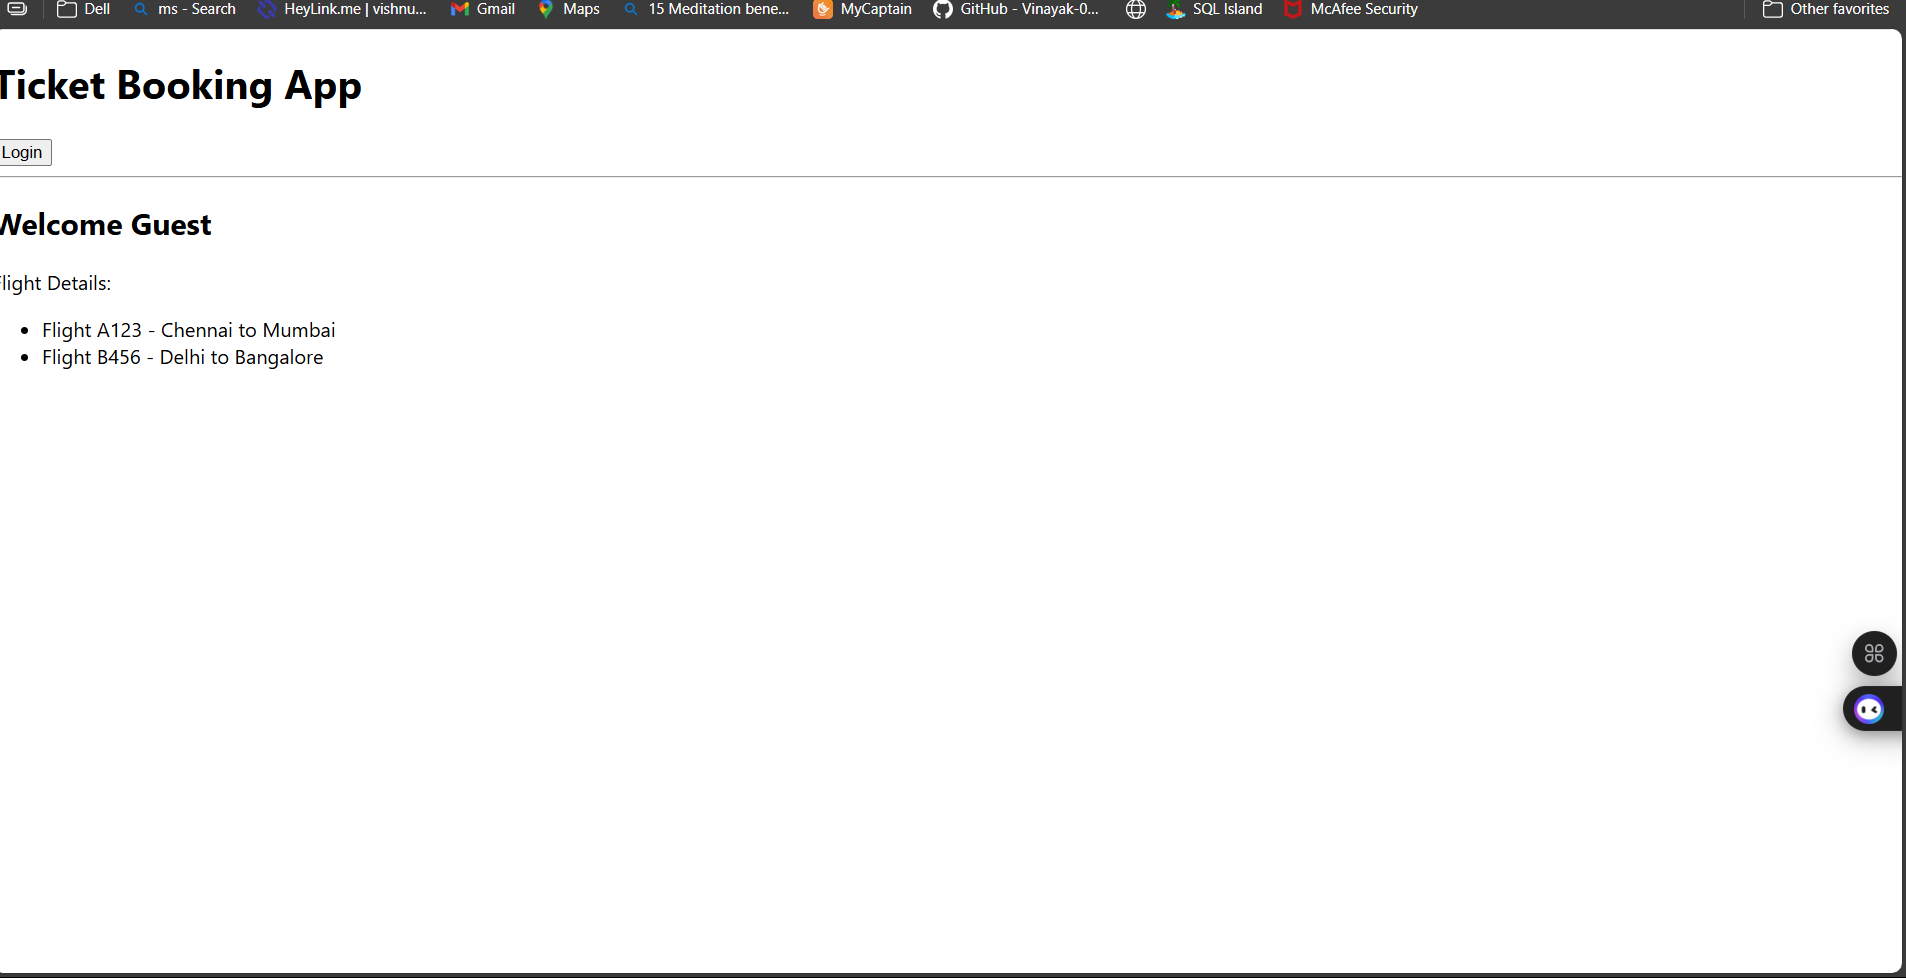 Dell ms - Search HeyLink.me | vishnu... Gmail Maps 15 Meditation bene... MyCaptain GitHub - Vinayak-0... SQL Island McAfee Security Other favorites
Ticket Booking App
Login
Welcome Guest
Flight Details:
Flight A123 - Chennai to Mumbai
Flight B456 - Delhi to Bangalore